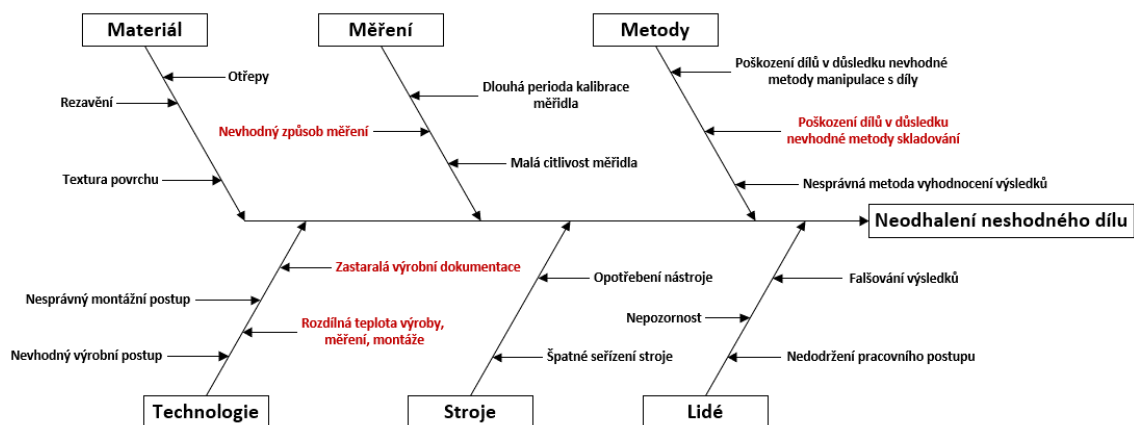 Materiál
Měření
Metody
Otřepy
Rezavění
Textura povrchu
Dlouhá perioda kalibrace
měřidla
Nevhodný způsob měření
Malá citlivost měřidla
Poškození dílů v důsledku nevhodné
metody manipulace s díly
Poškození dílů v důsledku
nevhodné metody skladování
Nesprávná metoda vyhodnocení výsledků
Neodhalení neshodného dílu
Zastaralá výrobní dokumentace
Nesprávný montážní postup
Rozdílná teplota výroby,
měření, montáže
Nevhodný výrobní postup
Opotřebení nástroje
Špatné seřízení stroje
Falšování výsledků
Nepozornost
Nedodržení pracovního postupu
Technologie
Stroje
Lidé